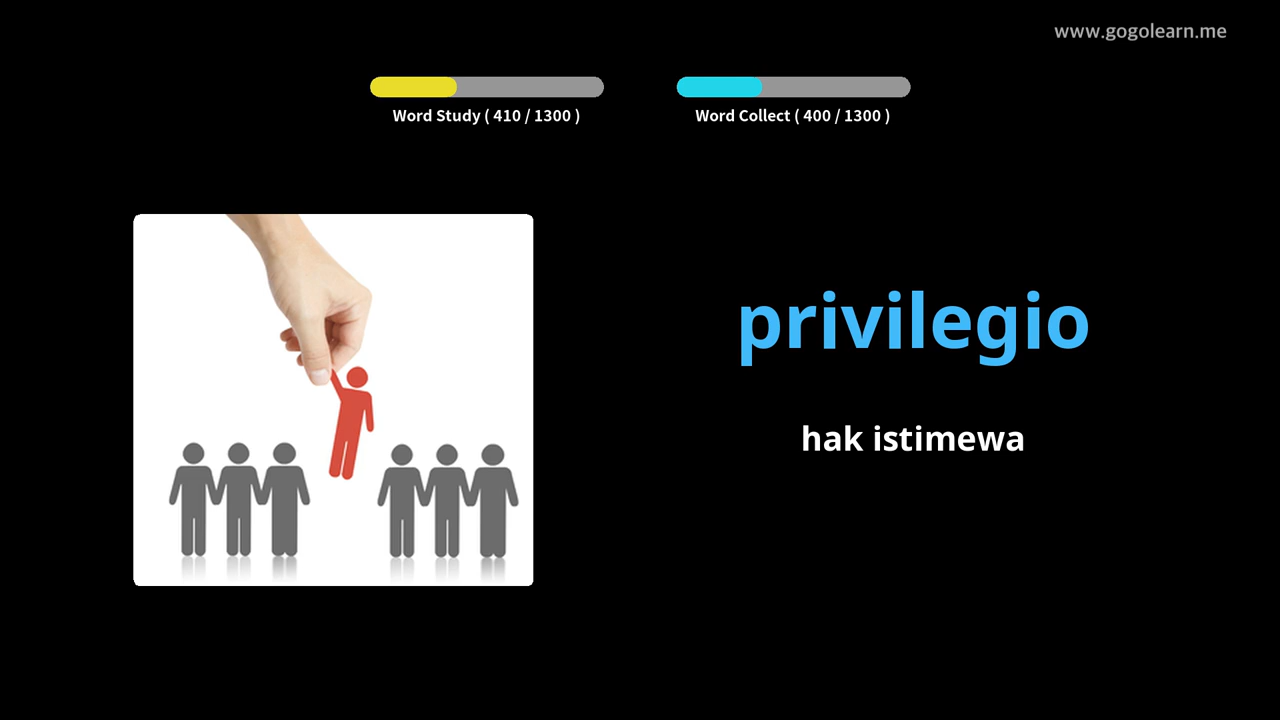 www.gogolearn.me
Word Study ( 410 / 1300 )
Word Collect ( 400 / 1300 )
privilegio
hak istimewa